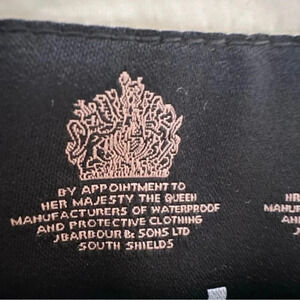 BY APPOINTMENT TO
HER MAJESTY THE QUEEN
MANUFACTURERS OF WATERPROOF
AND PROTECTIVE CLOTHING
J BARBOUR & SONS LTD
SOUTH SHIELDS